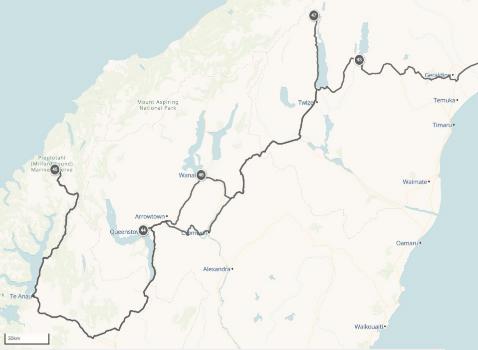 Geraldine
Temuka
Twizel
Timaru
Mount Aspiring
National Park
Piopiotahi
(Milford Sound)
Marine Reserve
Wanaka
Waimate
Arrowtown
Queenstown
Cromwell
Oamaru
Alexandra
Te Anau
Waikouaiti
30km